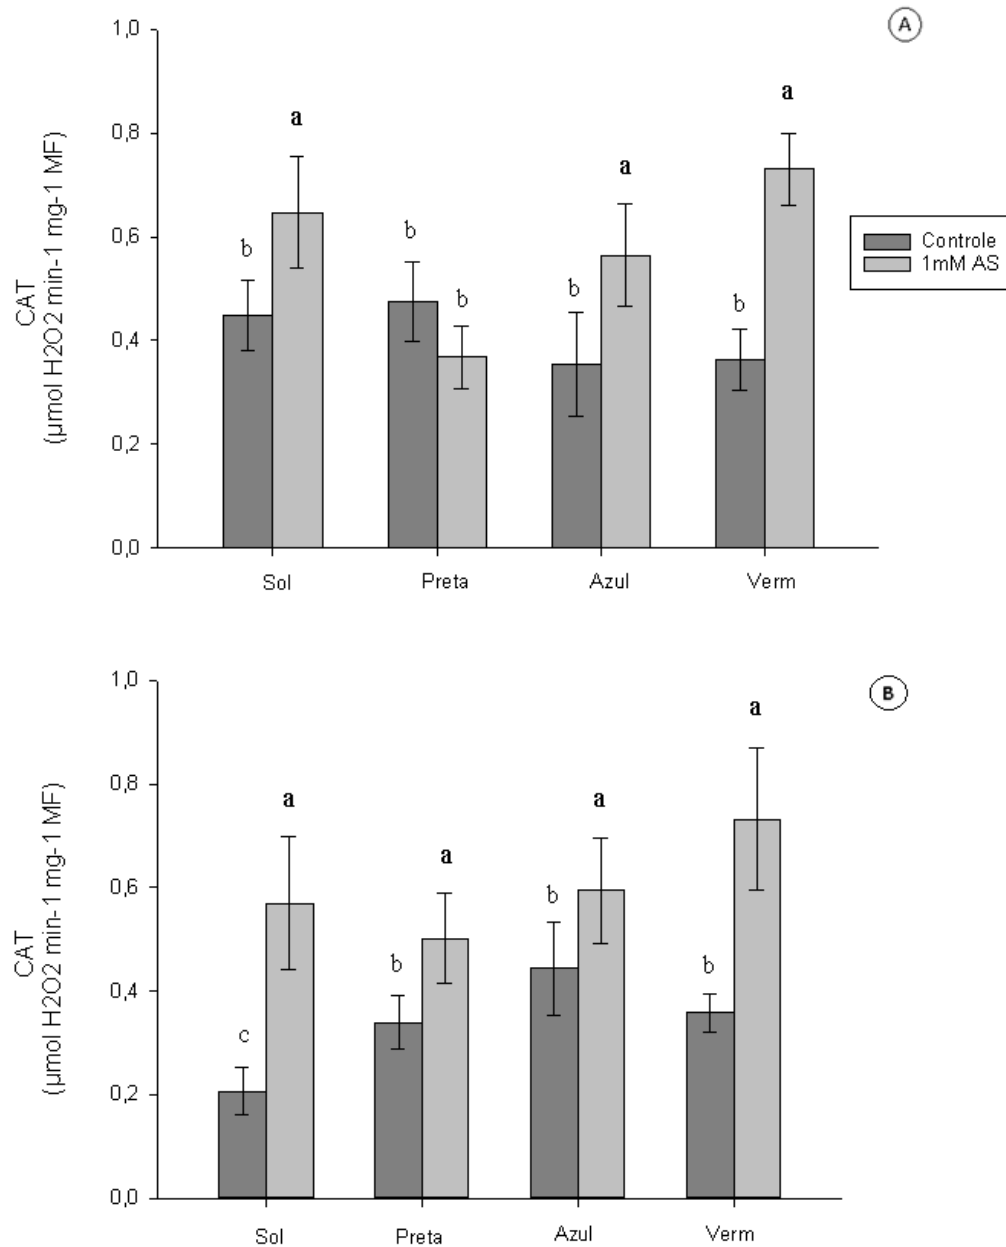 A
1,0
0,8
0,6
0,4
0,2
0,0
CAT
(µmol H2O2 min-1 mg-1 MF)
b
a
b
b
b
a
b
a
Controle
1mM AS
Sol
Preta
Azul
Verm
B
1,0
0,8
0,6
0,4
0,2
0,0
CAT
(µmol H2O2 min-1 mg-1 MF)
c
a
b
a
b
a
b
a
Sol
Preta
Azul
Verm